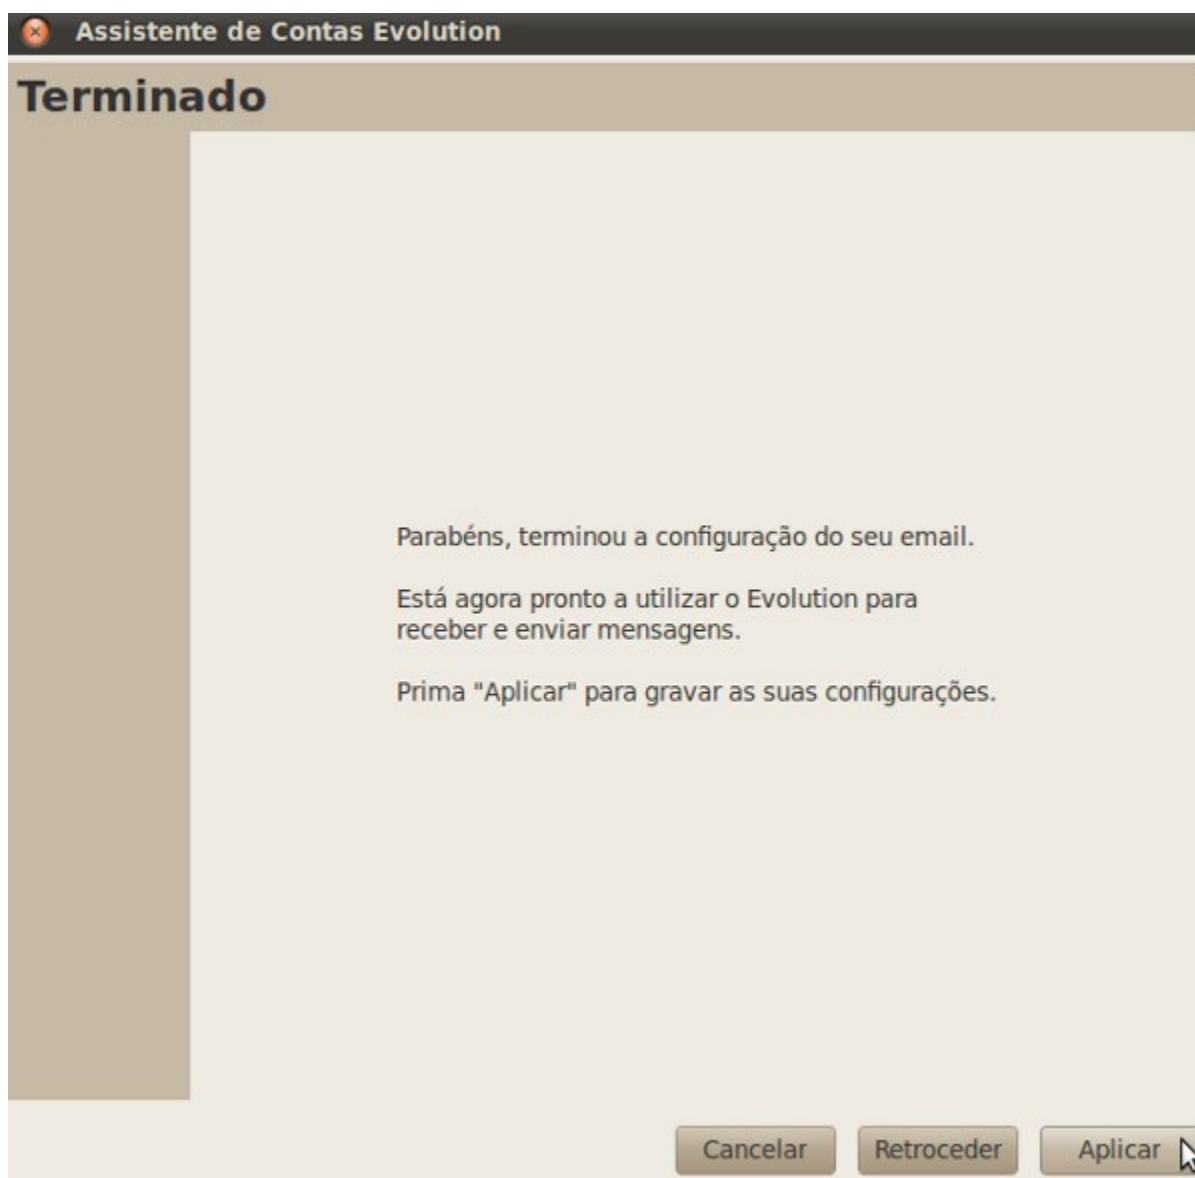 Assistente de Contas Evolution
Terminado
Parabéns, terminou a configuração do seu email.
Está agora pronto a utilizar o Evolution para
receber e enviar mensagens.
Prima "Aplicar" para gravar as suas configurações.
Cancelar
Retroceder
Aplicar